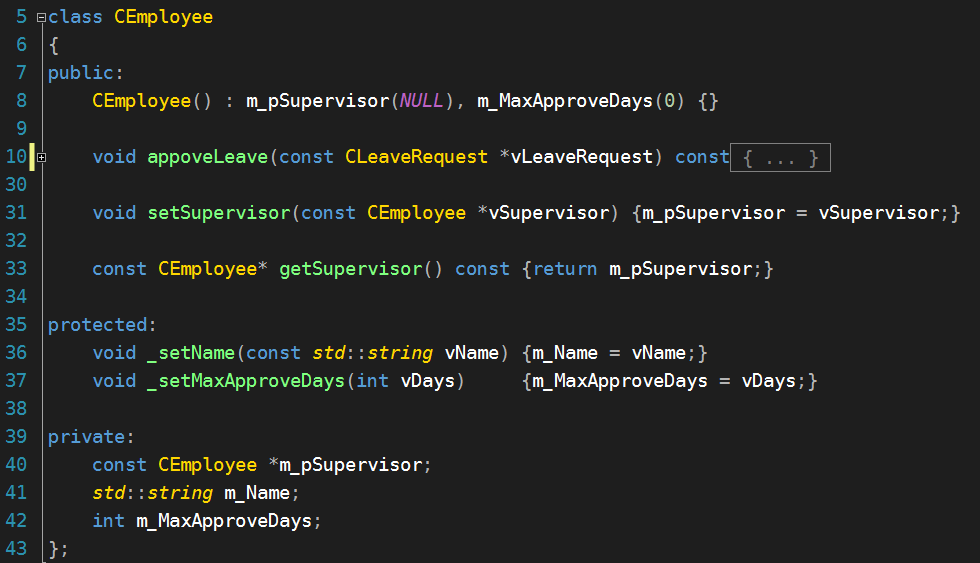 5 class CEmployee
6 {
7 public:
8 CEmployee() : m_pSupervisor(NULL), m_MaxApproveDays(0) {}
9
10 void appoveLeave(const CLeaveRequest *vLeaveRequest) const { ... }
30
31 void setSupervisor(const CEmployee *vSupervisor) {m_pSupervisor = vSupervisor;}
32
33 const CEmployee* getSupervisor() const {return m_pSupervisor;}
34
35 protected:
36 void _setName(const std::string vName) {m_Name = vName;}
37 void _setMaxApproveDays(int vDays) {m_MaxApproveDays = vDays;}
38
39 private:
40 const CEmployee *m_pSupervisor;
41 std::string m_Name;
42 int m_MaxApproveDays;
43 };